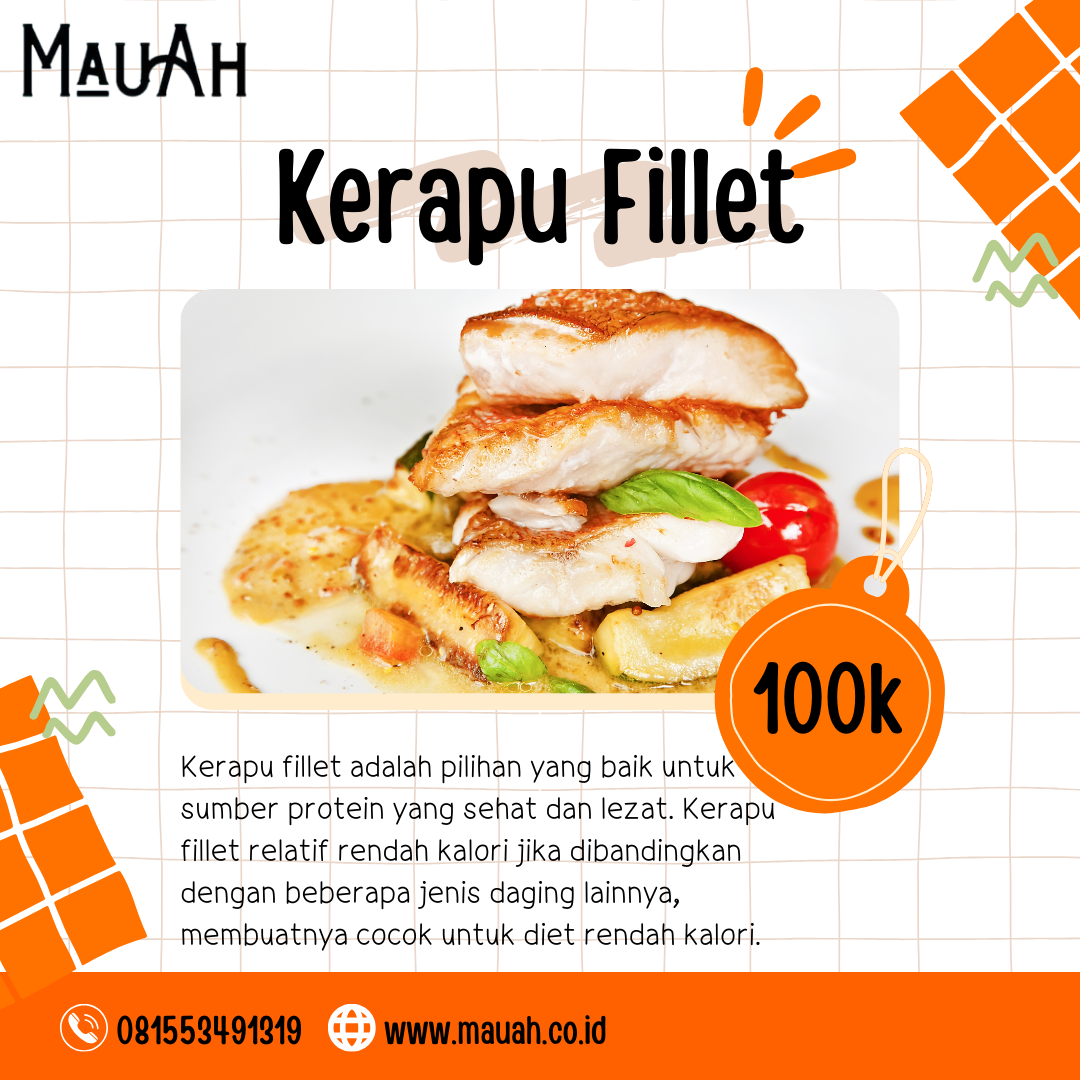 MAUAH
Kerapu Fillet
100k
Kerapu fillet adalah pilihan yang baik untuk
sumber protein yang sehat dan lezat. Kerapu
fillet relatif rendah kalori jika dibandingkan
dengan beberapa jenis daging lainnya,
membuatnya cocok untuk diet rendah kalori.
081553491319
www.mauah.co.id